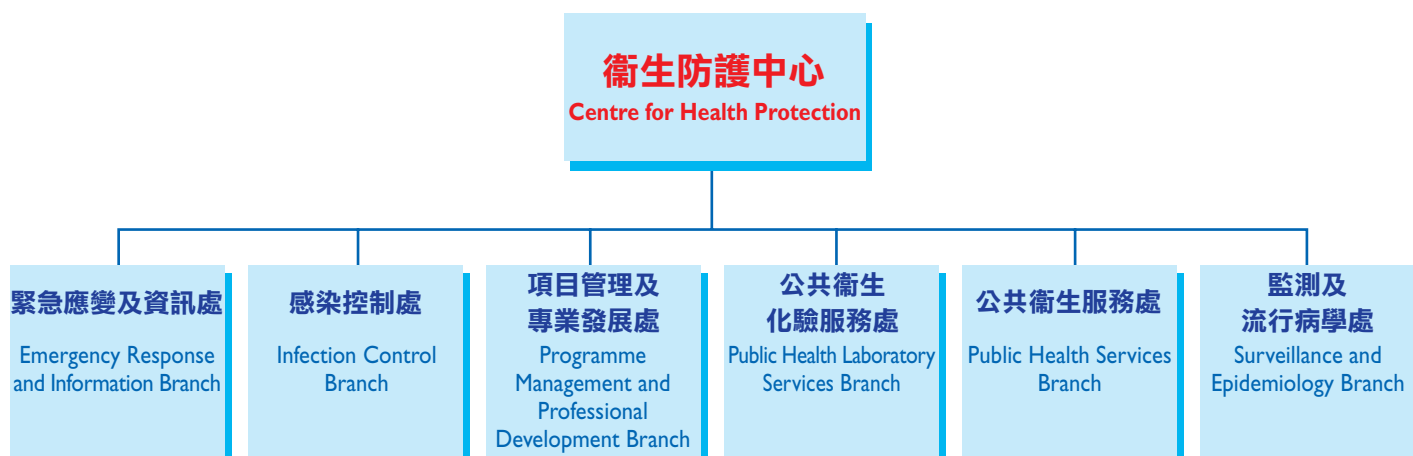 衞生防護中心
Centre for Health Protection
緊急應變及資訊處
Emergency Response
and Information Branch
感染控制處
Infection Control
Branch
項目管理及
專業發展處
Programme
Management and
Professional
Development Branch
公共衞生
化驗服務處
Public Health Laboratory
Services Branch
公共衞生服務處
Public Health Services
Branch
監測及
流行病學處
Surveillance and
Epidemiology Branch